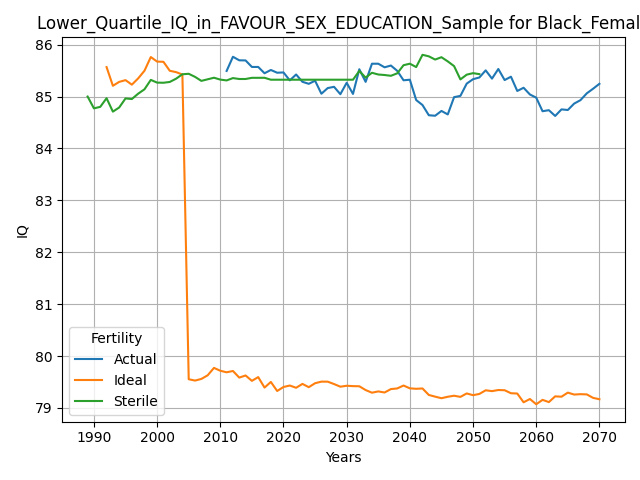 Lower_Quartile_IQ_in_FAVOUR_SEX_EDUCATION_Sample for Black_Femal
86
85
84
83
82
81
80
79
IQ
Fertility
Actual
Ideal
Sterile
1990 2000 2010 2020 2030 2040 2050 2060 2070
Years